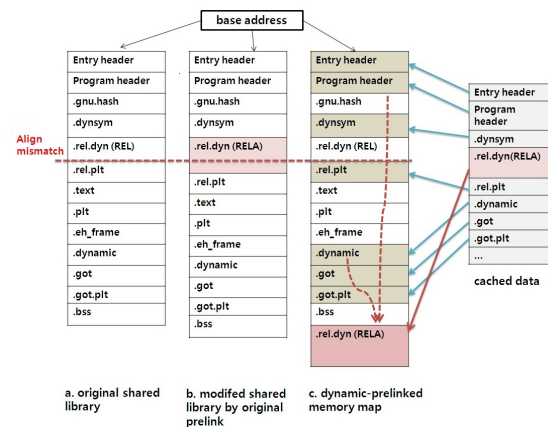 base address
Entry header
Program header
.gnu.hash
.dynsym
.rel.dyn (REL)
.rel.plt
.text
.plt
.eh_frame
.dynamic
.got
.got.plt
.bss
Align
mismatch
Entry header
Program header
.gnu.hash
.dynsym
.rel.dyn (RELA)
.rel.plt
.text
.plt
.eh_frame
.dynamic
.got
.got.plt
.bss
Entry header
Program header
.gnu.hash
.dynsym
.rel.dyn (REL)
.rel.plt
.text
.plt
.eh_frame
.dynamic
.got
.got.plt
.bss
.rel.dyn (RELA)
Entry header
Program
header
.dynsym
.rel.dyn(RELA)
.rel.plt
.dynamic
.got
.got.plt
...
cached data
a. original shared
library
b. modifed shared
library by original
prelink
c. dynamic-prelinked
memory map